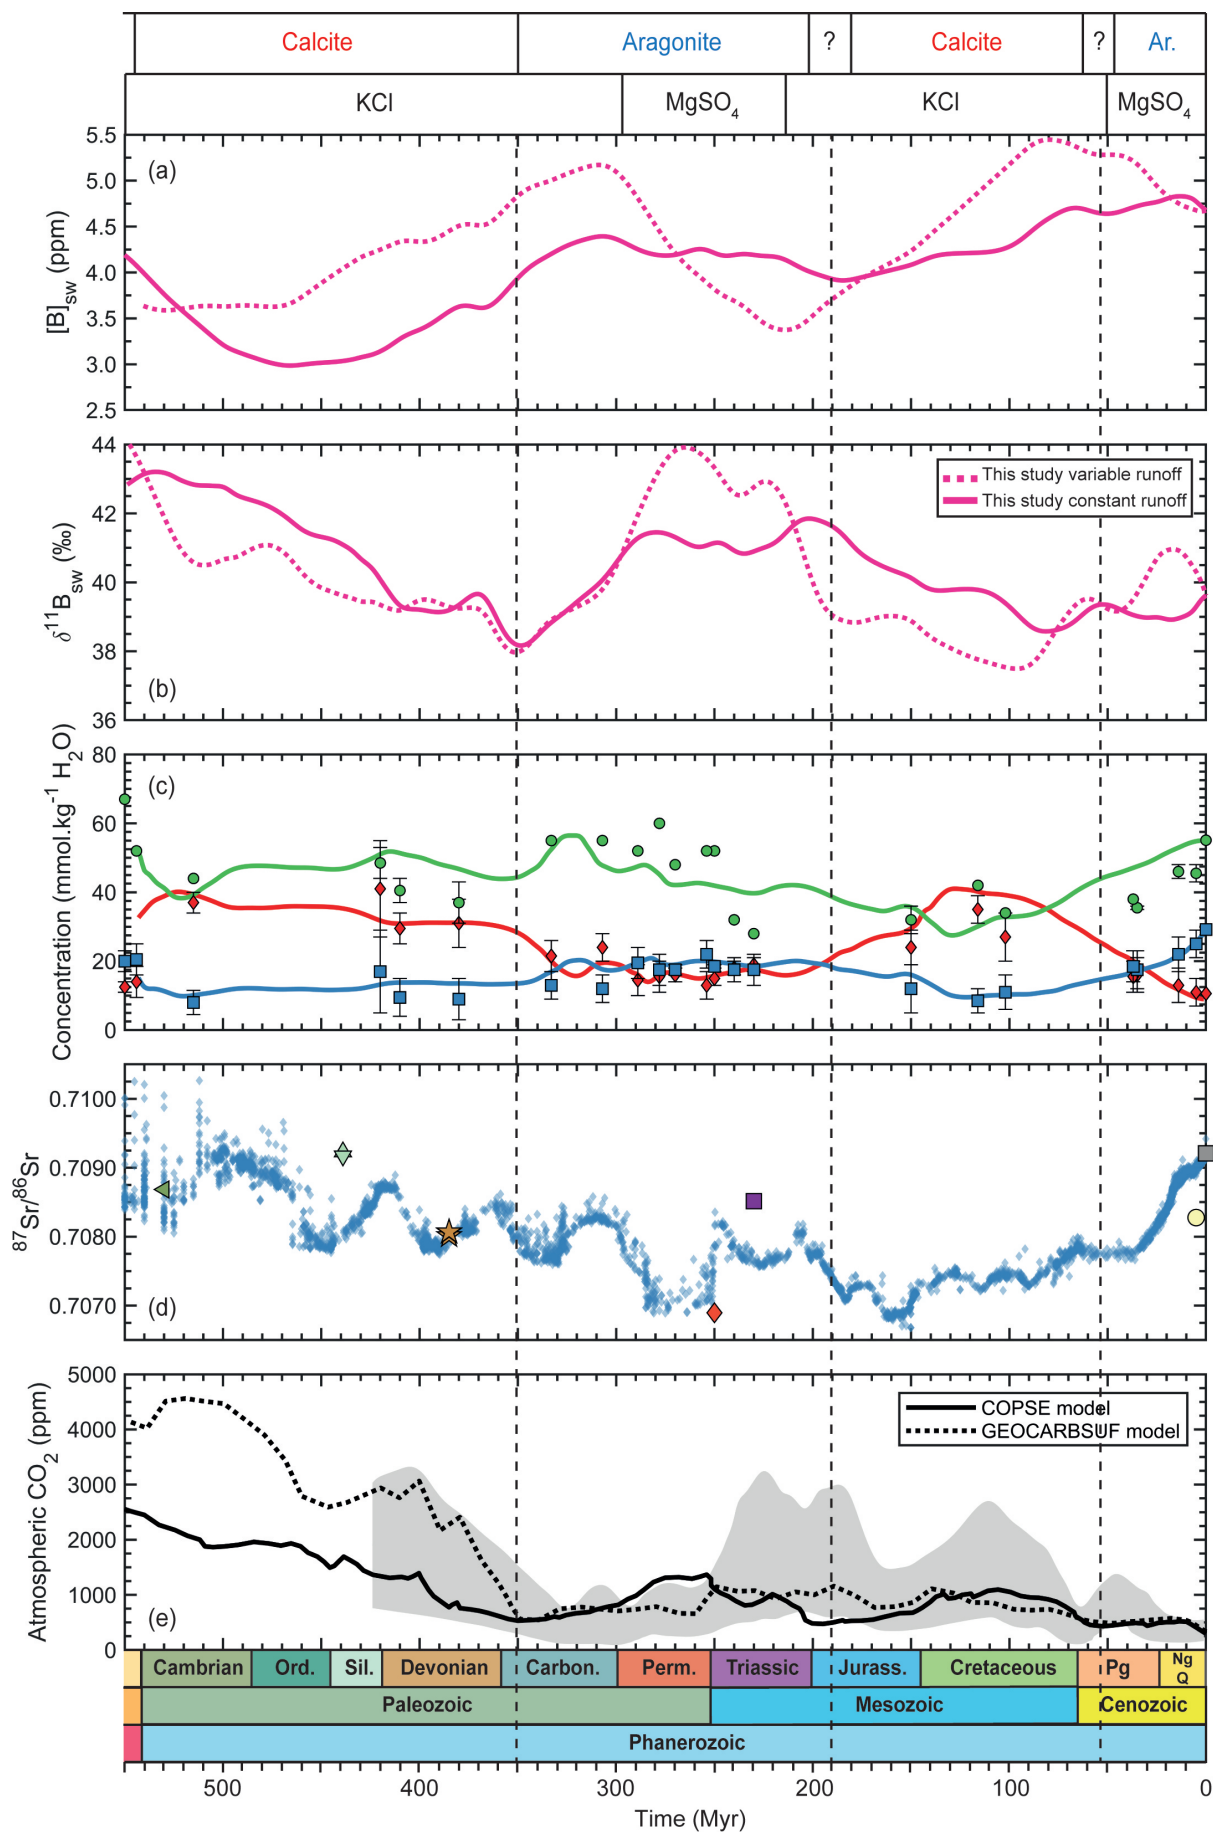 Calcite Aragonite ? Calcite ? Ar.
KCl MgSO4 KCl MgSO4
5.5
(a)
5.0
4.5
4.0
3.5
3.0
2.5
[B]sw (ppm)
44
This study variable runoff
This study constant runoff
42
40
38
(b)
36
δ11Bsw (‰)
80
(c)
60
40
20
0
Concentration (mmol.kg-1 H2O)
0.7100
0.7090
0.7080
0.7070
(d)
87Sr/86Sr
5000
COPSE model
GEOCARBSUF model
4000
3000
2000
1000
(e)
0
Atmospheric CO2 (ppm)
Cambrian Ord. Sil. Devonian Carbon. Perm. Triassic Jurass. Cretaceous Pg Ng
Q
Paleozoic Mesozoic Cenozoic
Phanerozoic
500 400 300 200 100 0
Time (Myr)